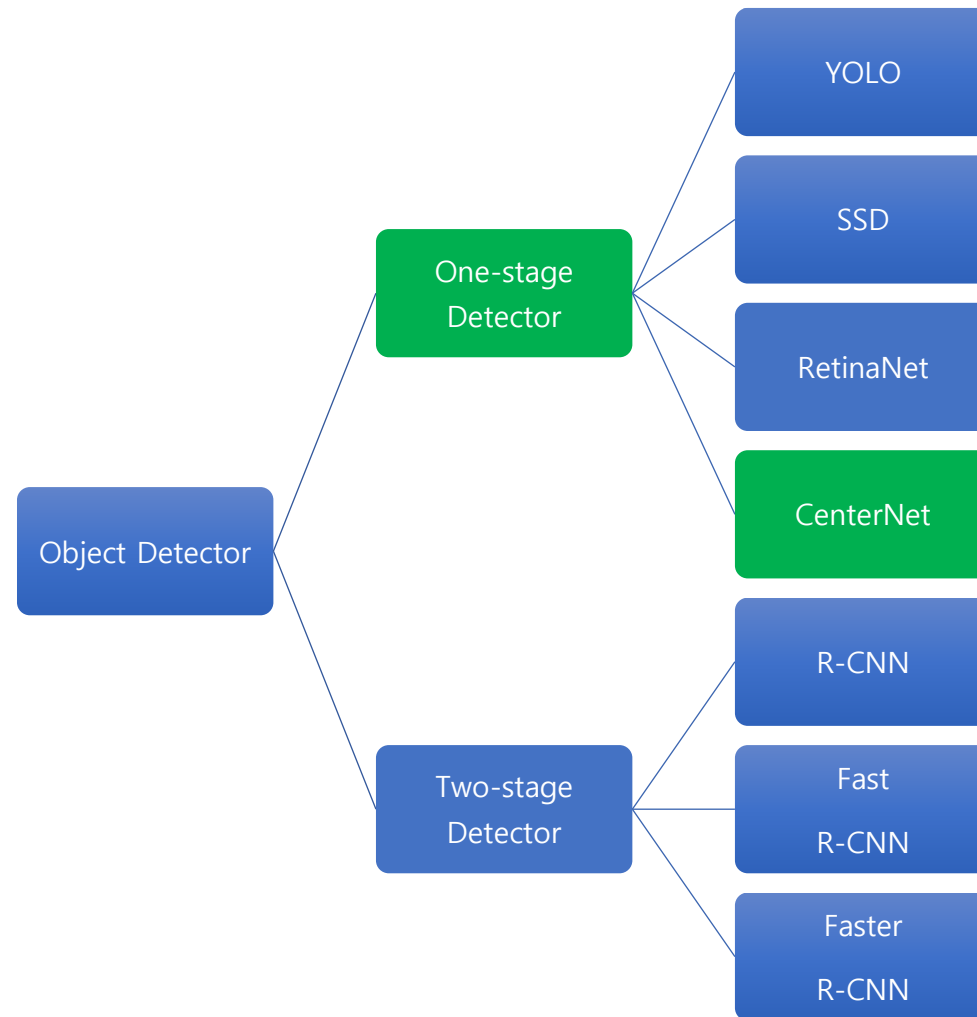 YOLO
SSD
One-stage
Detector
RetinaNet
CenterNet
Object Detector
R-CNN
Two-stage
Detector
Fast
R-CNN
Faster
R-CNN